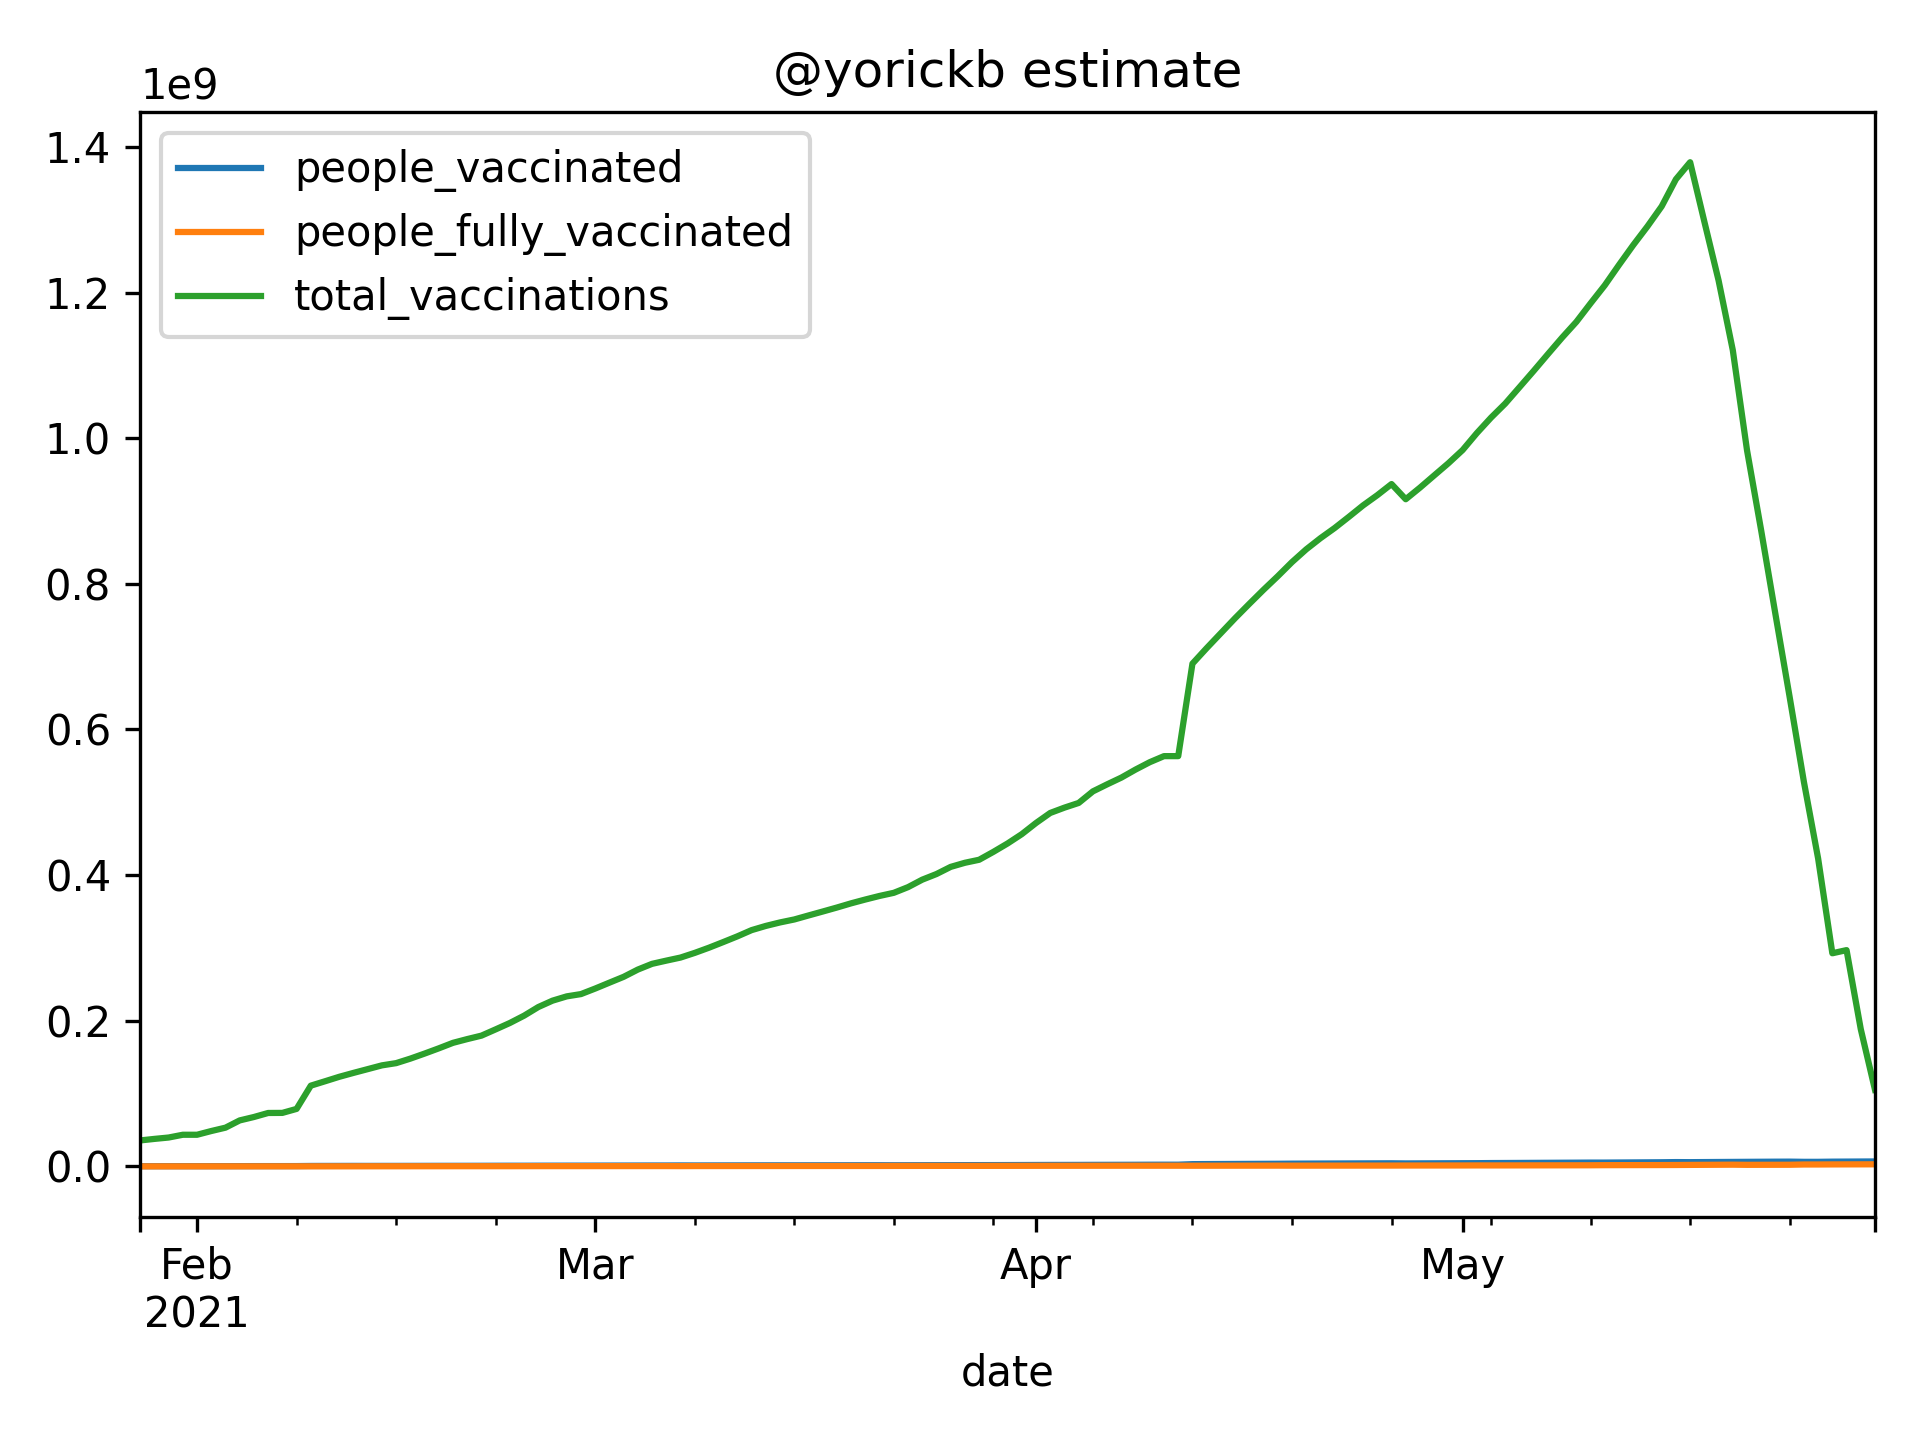 @yorickb estimate
1e9
1.4
1.2
1.0
0.8
0.6
0.4
0.2
0.0
people_vaccinated
people_fully_vaccinated
total_vaccinations
Feb Mar Apr May
2021
date